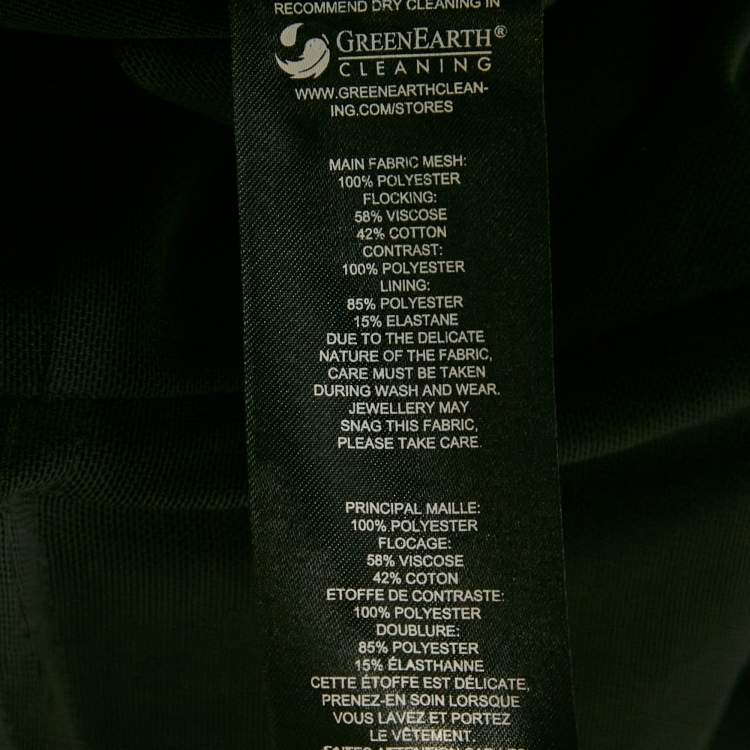 RECOMMEND DRY CLEANING IN
GREENEARTH®
CLEANING
WWW.GREENEARTHCLEAN-
ING.COM/STORES
MAIN FABRIC MESH:
100% POLYESTER
FLOCKING:
58% VISCOSE
42% COTTON
CONTRAST:
100% POLYESTER
LINING:
85% POLYESTER
15% ELASTANE
DUE TO THE DELICATE
NATURE OF THE FABRIC,
CARE MUST BE TAKEN
DURING WASH AND WEAR.
JEWELLERY MAY
SNAG THIS FABRIC,
PLEASE TAKE CARE.
PRINCIPAL MAILLE:
100% POLYESTER
FLOCAGE:
58% VISCOSE
42% COTON
ETOFFE DE CONTRASTE:
100% POLYESTER
DOUBLURE:
85% POLYESTER
15% ÉLASTHANNE
CETTE ÉTOFFE EST DÉLICATE,
PRENEZ-EN SOIN LORSQUE
VOUS LAVEZ ET PORTEZ
LE VÊTEMENT.
FAITES ATTENTION